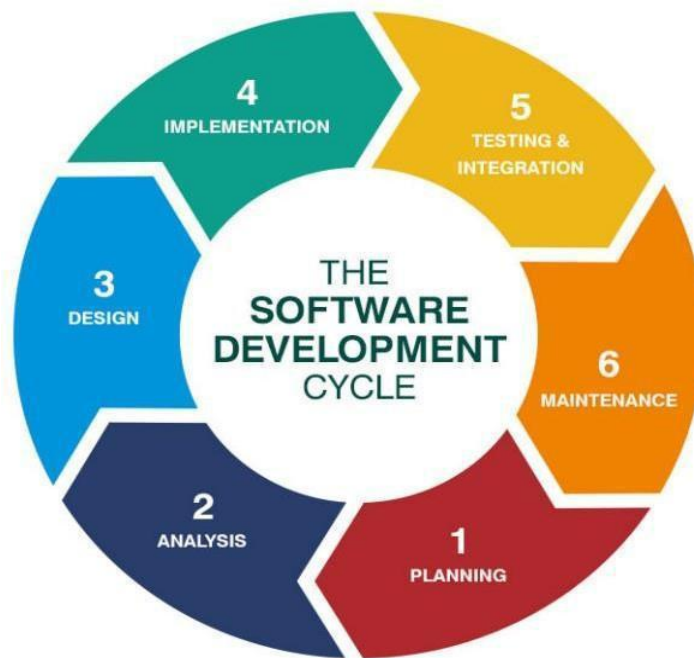 THE
SOFTWARE
DEVELOPMENT
CYCLE
1
PLANNING
2
ANALYSIS
3
DESIGN
4
IMPLEMENTATION
5
TESTING &
INTEGRATION
6
MAINTENANCE